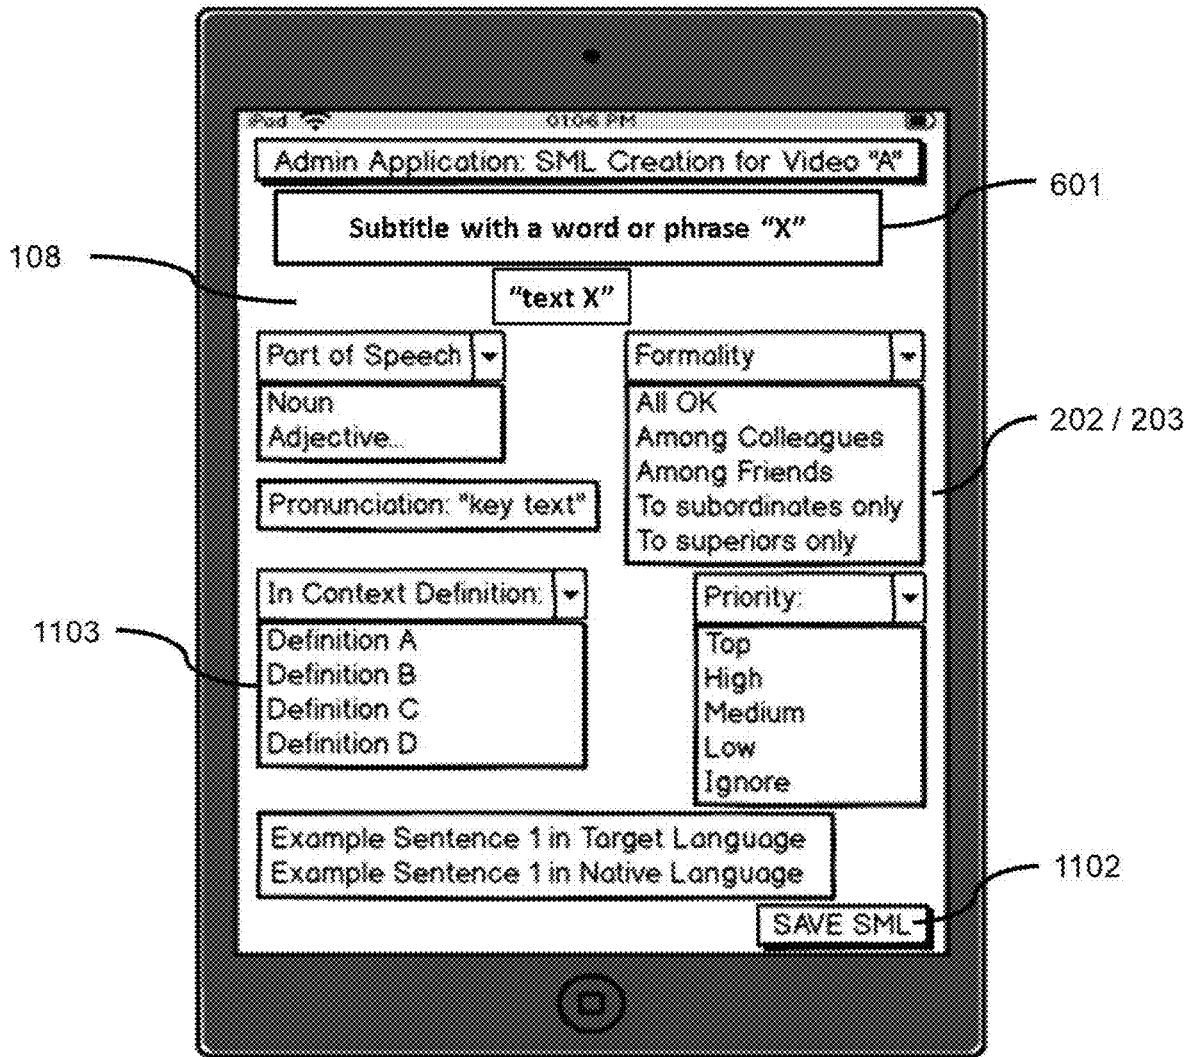 iPad 01:06 PM
Admin Application: SML Creation for Video "A"
601
Subtitle with a word or phrase “X”
108
“text X”
Part of Speech
Noun
Adjective...
Pronunciation: "key text"
Formality
All OK
Among Colleagues
Among Friends
To subordinates only
To superiors only
202 / 203
In Context Definition:
1103
Definition A
Definition B
Definition C
Definition D
Priority:
Top
High
Medium
Low
Ignore
Example Sentence 1 in Target Language
Example Sentence 1 in Native Language
1102
SAVE SML